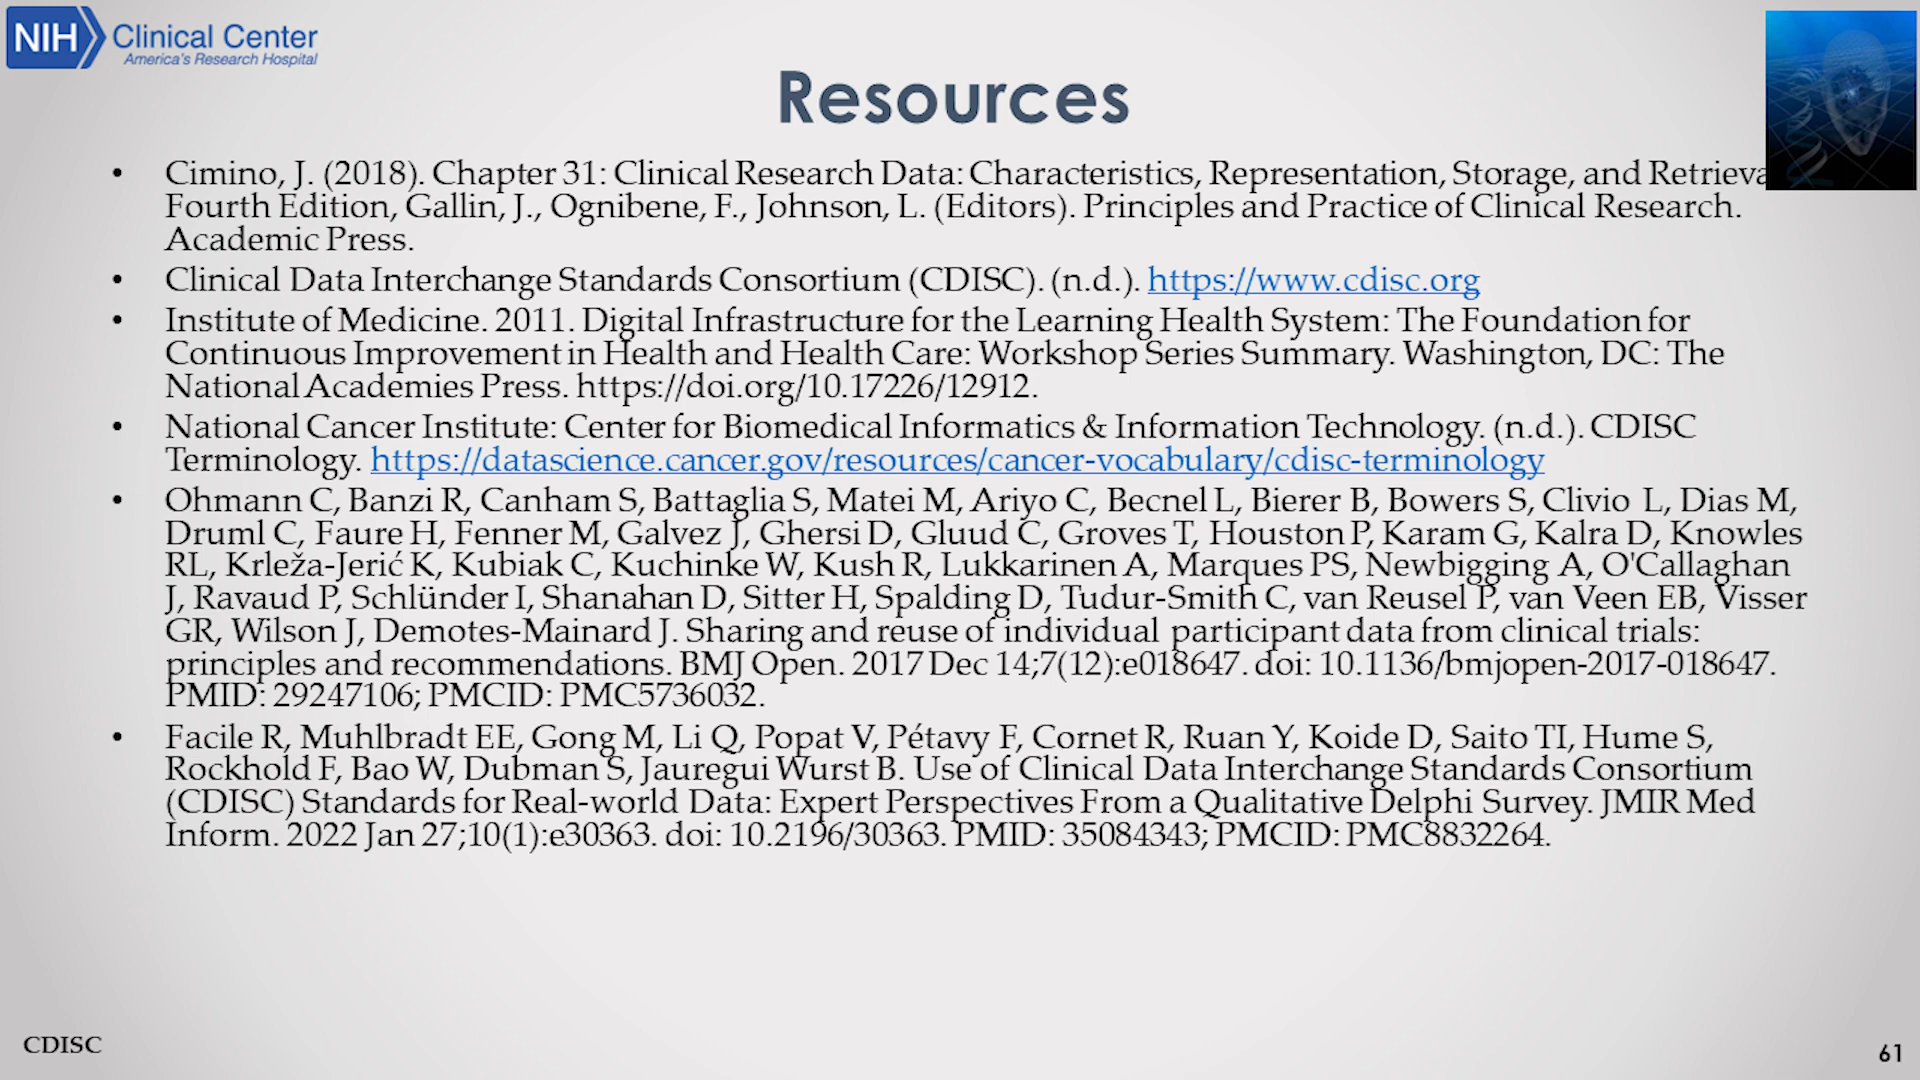 NIH Clinical Center
America's Research Hospital
Resources
• Cimino, J. (2018). Chapter 31: Clinical Research Data: Characteristics, Representation, Storage, and Retrieva
Fourth Edition, Gallin, J., Ognibene, F., Johnson, L. (Editors). Principles and Practice of Clinical Research.
Academic Press.
• Clinical Data Interchange Standards Consortium (CDISC). (n.d.). https://www.cdisc.org
• Institute of Medicine. 2011. Digital Infrastructure for the Learning Health System: The Foundation for
Continuous Improvement in Health and Health Care: Workshop Series Summary. Washington, DC: The
National Academies Press. https://doi.org/10.17226/12912.
• National Cancer Institute: Center for Biomedical Informatics & Information Technology. (n.d.). CDISC
Terminology. https://datascience.cancer.gov/resources/cancer-vocabulary/cdisc-terminology
• Ohmann C, Banzi R, Canham S, Battaglia S, Matei M, Ariyo C, Becnel L, Bierer B, Bowers S, Clivio L, Dias M,
Druml C, Faure H, Fenner M, Galvez J, Ghersi D, Gluud C, Groves T, Houston P, Karam G, Kalra D, Knowles
RL, Krleža-Jerić K, Kubiak C, Kuchinke W, Kush R, Lukkarinen A, Marques PS, Newbigging A, O'Callaghan
J, Ravaud P, Schlünder I, Shanahan D, Sitter H, Spalding D, Tudur-Smith C, van Reusel P, van Veen EB, Visser
GR, Wilson J, Demotes-Mainard J. Sharing and reuse of individual participant data from clinical trials:
principles and recommendations. BMJ Open. 2017 Dec 14;7(12):e018647. doi: 10.1136/bmjopen-2017-018647.
PMID: 29247106; PMCID: PMC5736032.
• Facile R, Muhlbradt EE, Gong M, Li Q, Popat V, Pétavy F, Cornet R, Ruan Y, Koide D, Saito TI, Hume S,
Rockhold F, Bao W, Dubman S, Jauregui Wurst B. Use of Clinical Data Interchange Standards Consortium
(CDISC) Standards for Real-world Data: Expert Perspectives From a Qualitative Delphi Survey. JMIR Med
Inform. 2022 Jan 27;10(1):e30363. doi: 10.2196/30363. PMID: 35084343; PMCID: PMC8832264.
CDISC
61